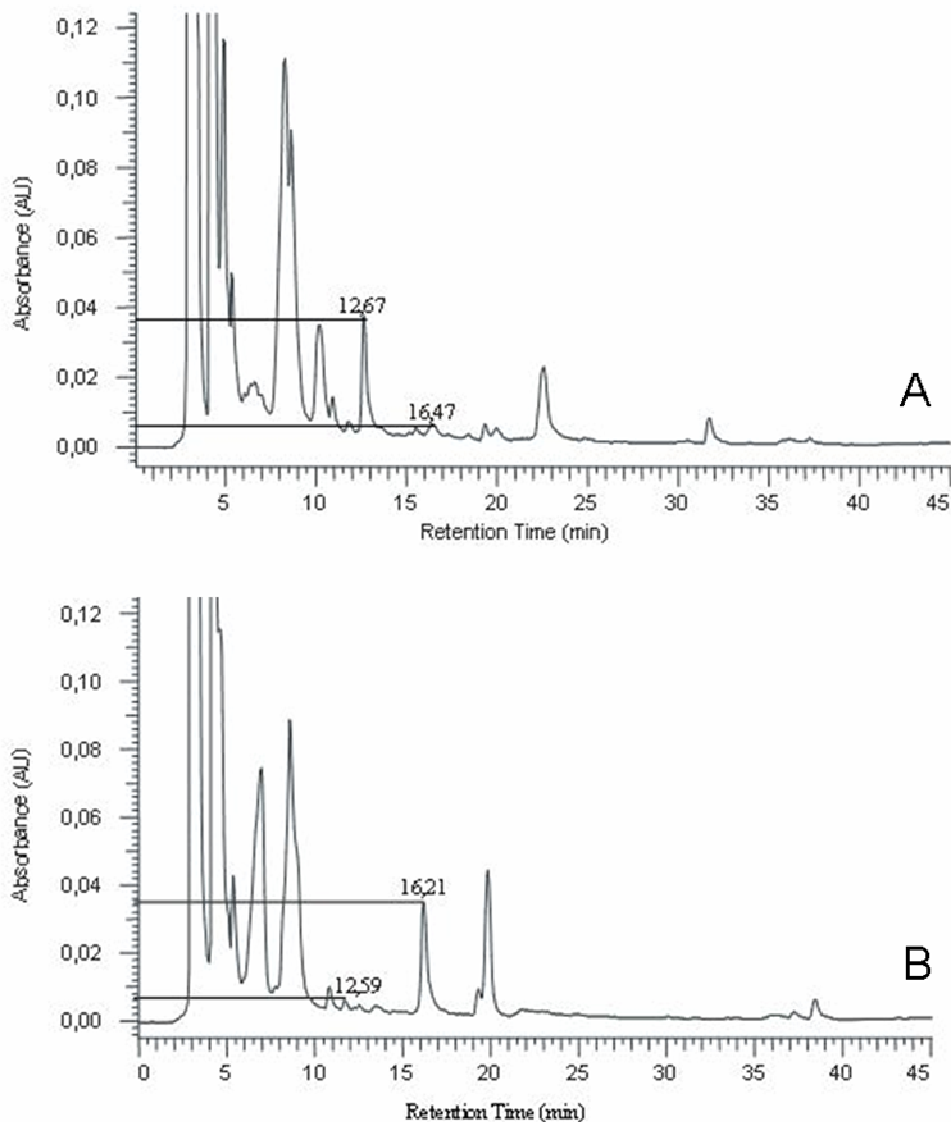 0,12
0,10
0,08
0,06
0,04
0,02
0,00
Absorbance (AU)
12,67
16,47
A
5 10 15 20 25 30 35 40 45
Retention Time (min)
0,12
0,10
0,08
0,06
0,04
0,02
0,00
Absorbance (AU)
16,21
12,59
B
0 5 10 15 20 25 30 35 40 45
Retention Time (min)